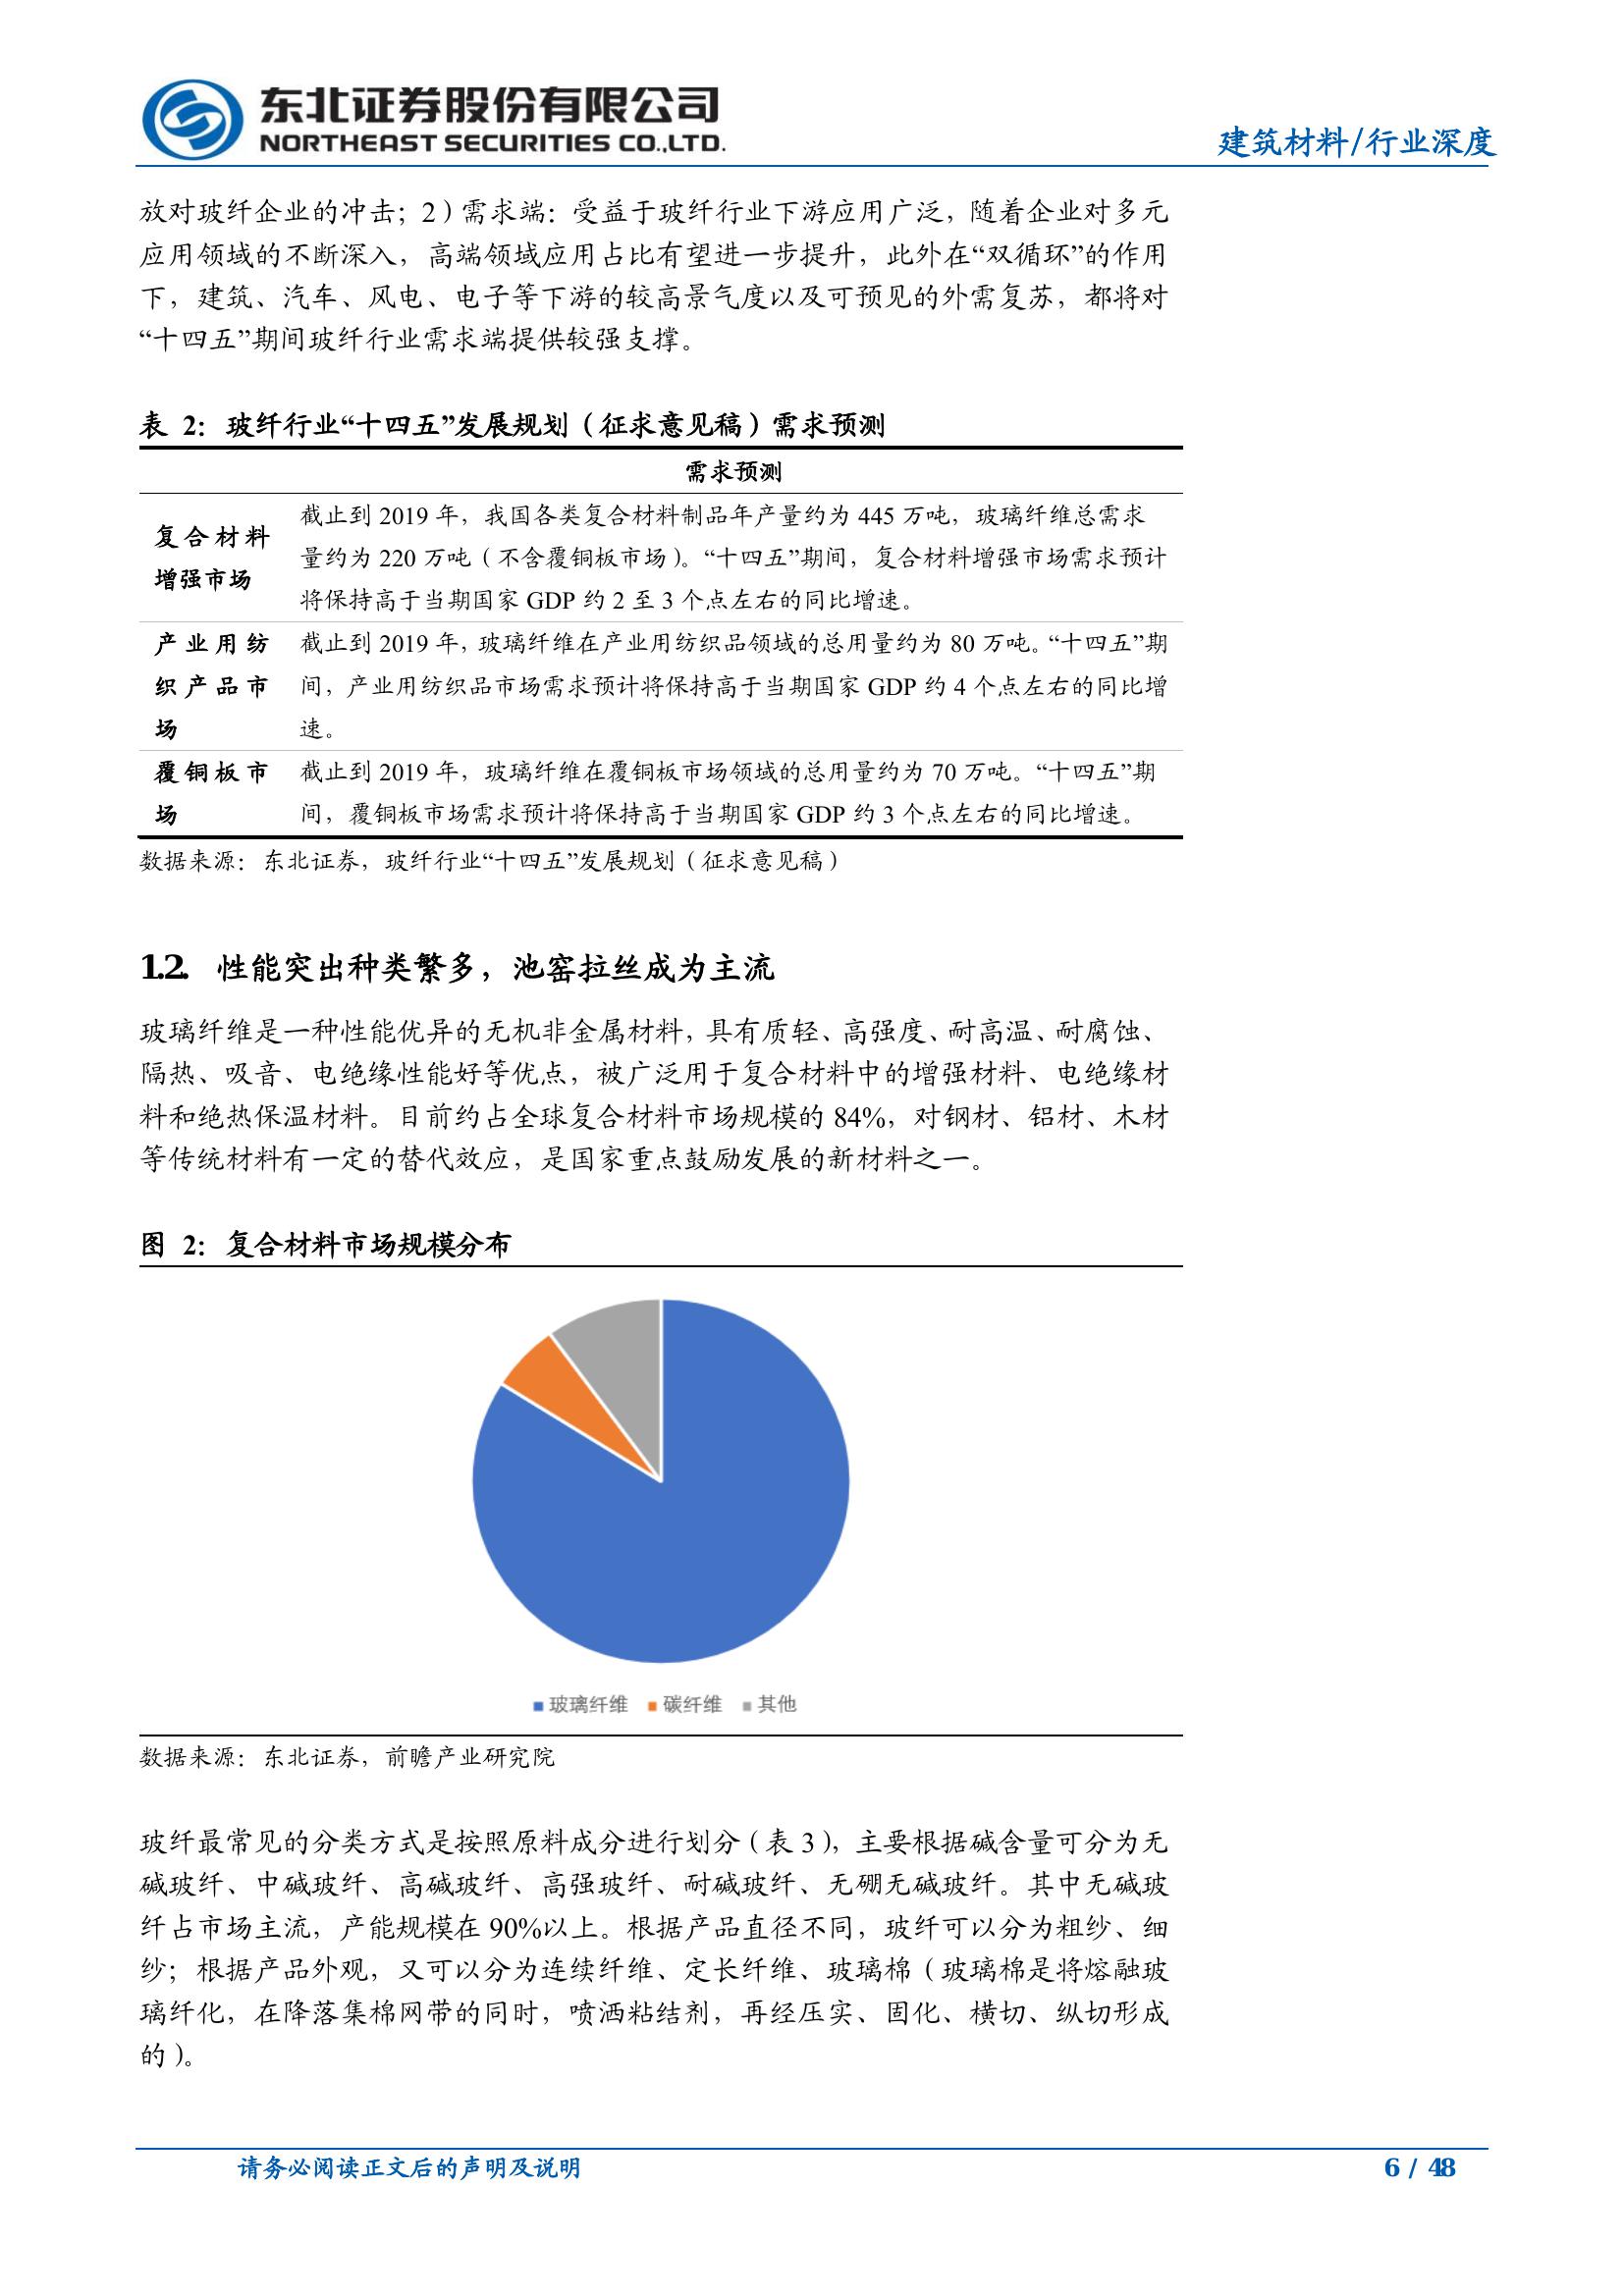 东北证券股份有限公司
NORTHEAST SECURITIES CO.,LTD.
建筑材料/行业深度
放对玻纤企业的冲击；2）需求端：受益于玻纤行业下游应用广泛，随着企业对多元
应用领域的不断深入，高端领域应用占比有望进一步提升，此外在“双循环”的作用
下，建筑、汽车、风电、电子等下游的较高景气度以及可预见的外需复苏，都将对
“十四五”期间玻纤行业需求端提供较强支撑。
表 2：玻纤行业“十四五”发展规划（征求意见稿）需求预测
需求预测
复合材料
增强市场
截止到 2019 年，我国各类复合材料制品年产量约为 445 万吨，玻璃纤维总需求
量约为 220 万吨（不含覆铜板市场）。“十四五”期间，复合材料增强市场需求预计
将保持高于当期国家 GDP 约 2 至 3 个点左右的同比增速。
产业用纺
织产品市
场
截止到 2019 年，玻璃纤维在产业用纺织品领域的总用量约为 80 万吨。“十四五”期
间，产业用纺织品市场需求预计将保持高于当期国家 GDP 约 4 个点左右的同比增
速。
覆铜板市
场
截止到 2019 年，玻璃纤维在覆铜板市场领域的总用量约为 70 万吨。“十四五”期
间，覆铜板市场需求预计将保持高于当期国家 GDP 约 3 个点左右的同比增速。
数据来源：东北证券，玻纤行业“十四五”发展规划（征求意见稿）
1.2. 性能突出种类繁多，池窑拉丝成为主流
玻璃纤维是一种性能优异的无机非金属材料，具有质轻、高强度、耐高温、耐腐蚀、
隔热、吸音、电绝缘性能好等优点，被广泛用于复合材料中的增强材料、电绝缘材
料和绝热保温材料。目前约占全球复合材料市场规模的 84%，对钢材、铝材、木材
等传统材料有一定的替代效应，是国家重点鼓励发展的新材料之一。
图 2：复合材料市场规模分布
玻璃纤维 碳纤维 其他
数据来源：东北证券，前瞻产业研究院
玻纤最常见的分类方式是按照原料成分进行划分（表 3），主要根据碱含量可分为无
碱玻纤、中碱玻纤、高碱玻纤、高强玻纤、耐碱玻纤、无硼无碱玻纤。其中无碱玻
纤占市场主流，产能规模在 90%以上。根据产品直径不同，玻纤可以分为粗纱、细
纱；根据产品外观，又可以分为连续纤维、定长纤维、玻璃棉（玻璃棉是将熔融玻
璃纤化，在降落集棉网带的同时，喷洒粘结剂，再经压实、固化、横切、纵切形成
的）。
请务必阅读正文后的声明及说明
6 / 48